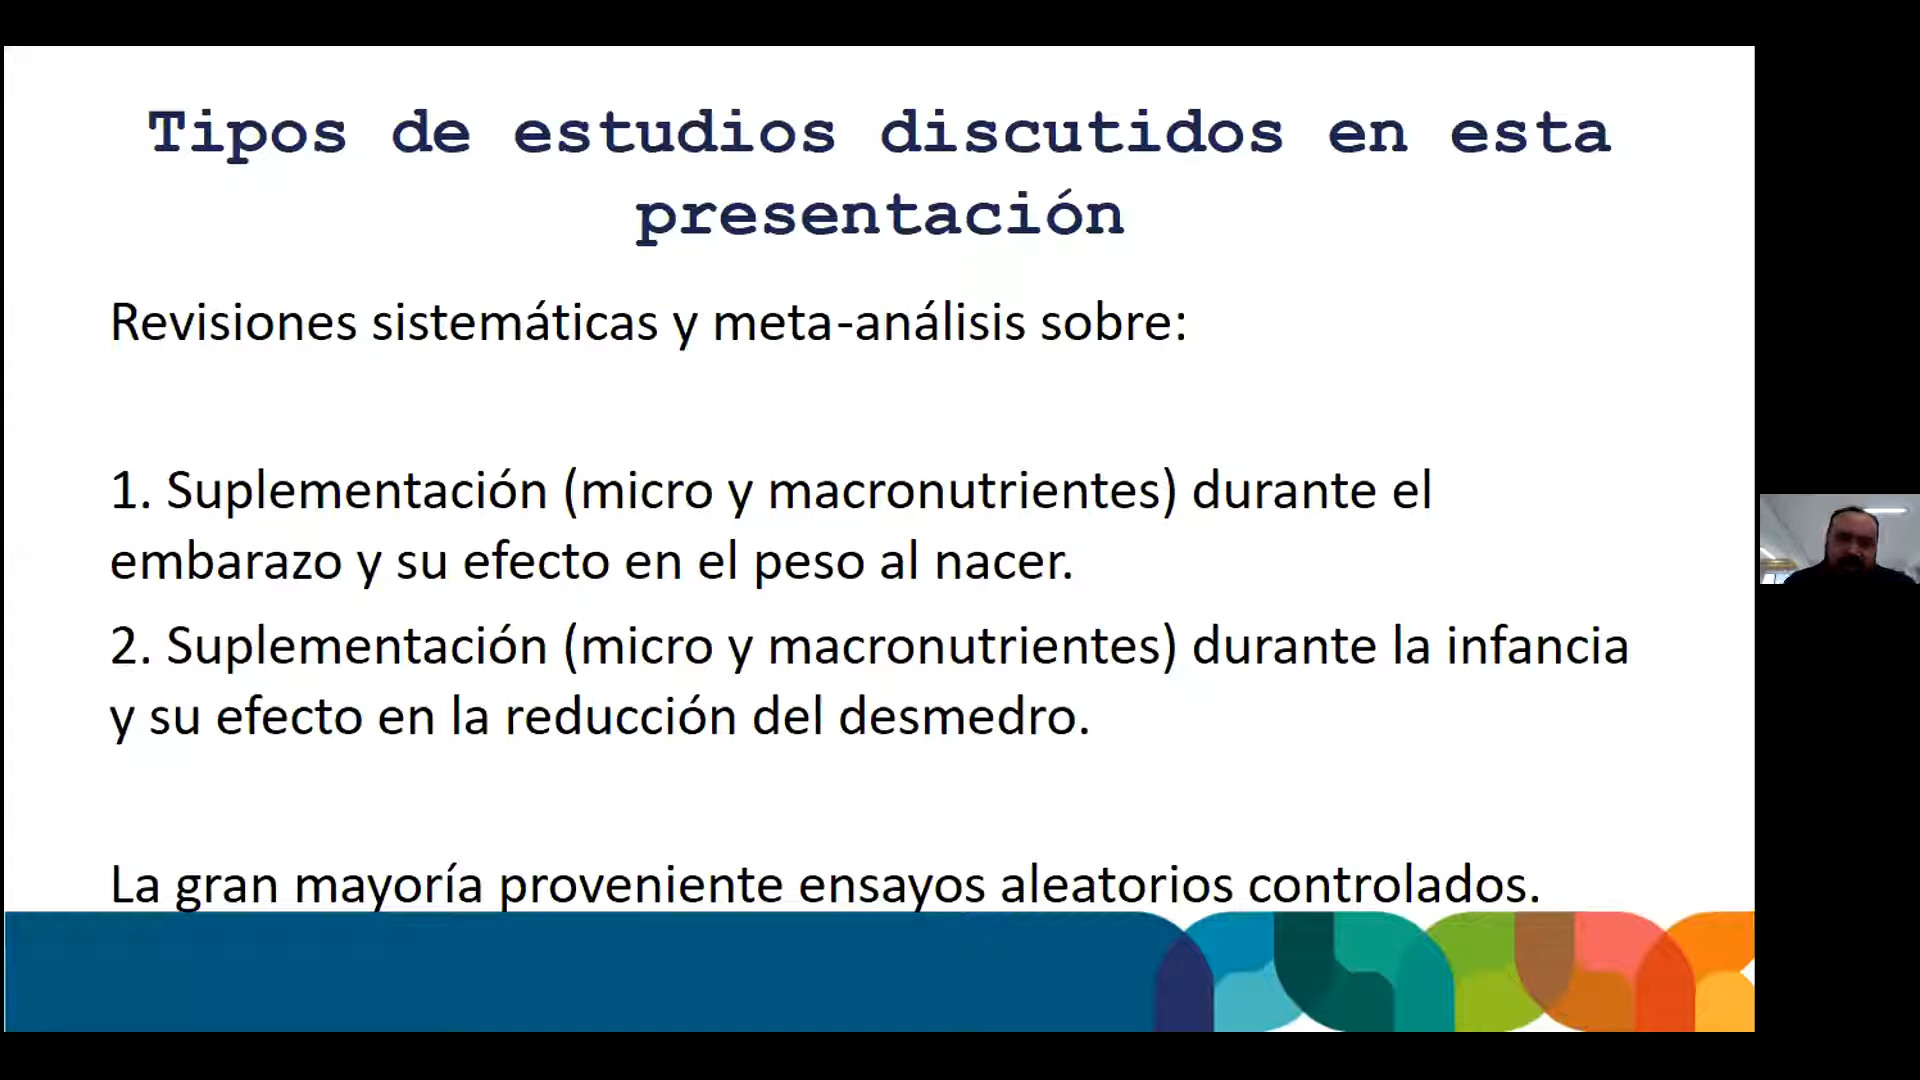 Tipos de estudios discutidos en esta
presentación
Revisiones sistemáticas y meta-análisis sobre:
1. Suplementación (micro y macronutrientes) durante el
embarazo y su efecto en el peso al nacer.
2. Suplementación (micro y macronutrientes) durante la infancia
y su efecto en la reducción del desmedro.
La gran mayoría proveniente ensayos aleatorios controlados.